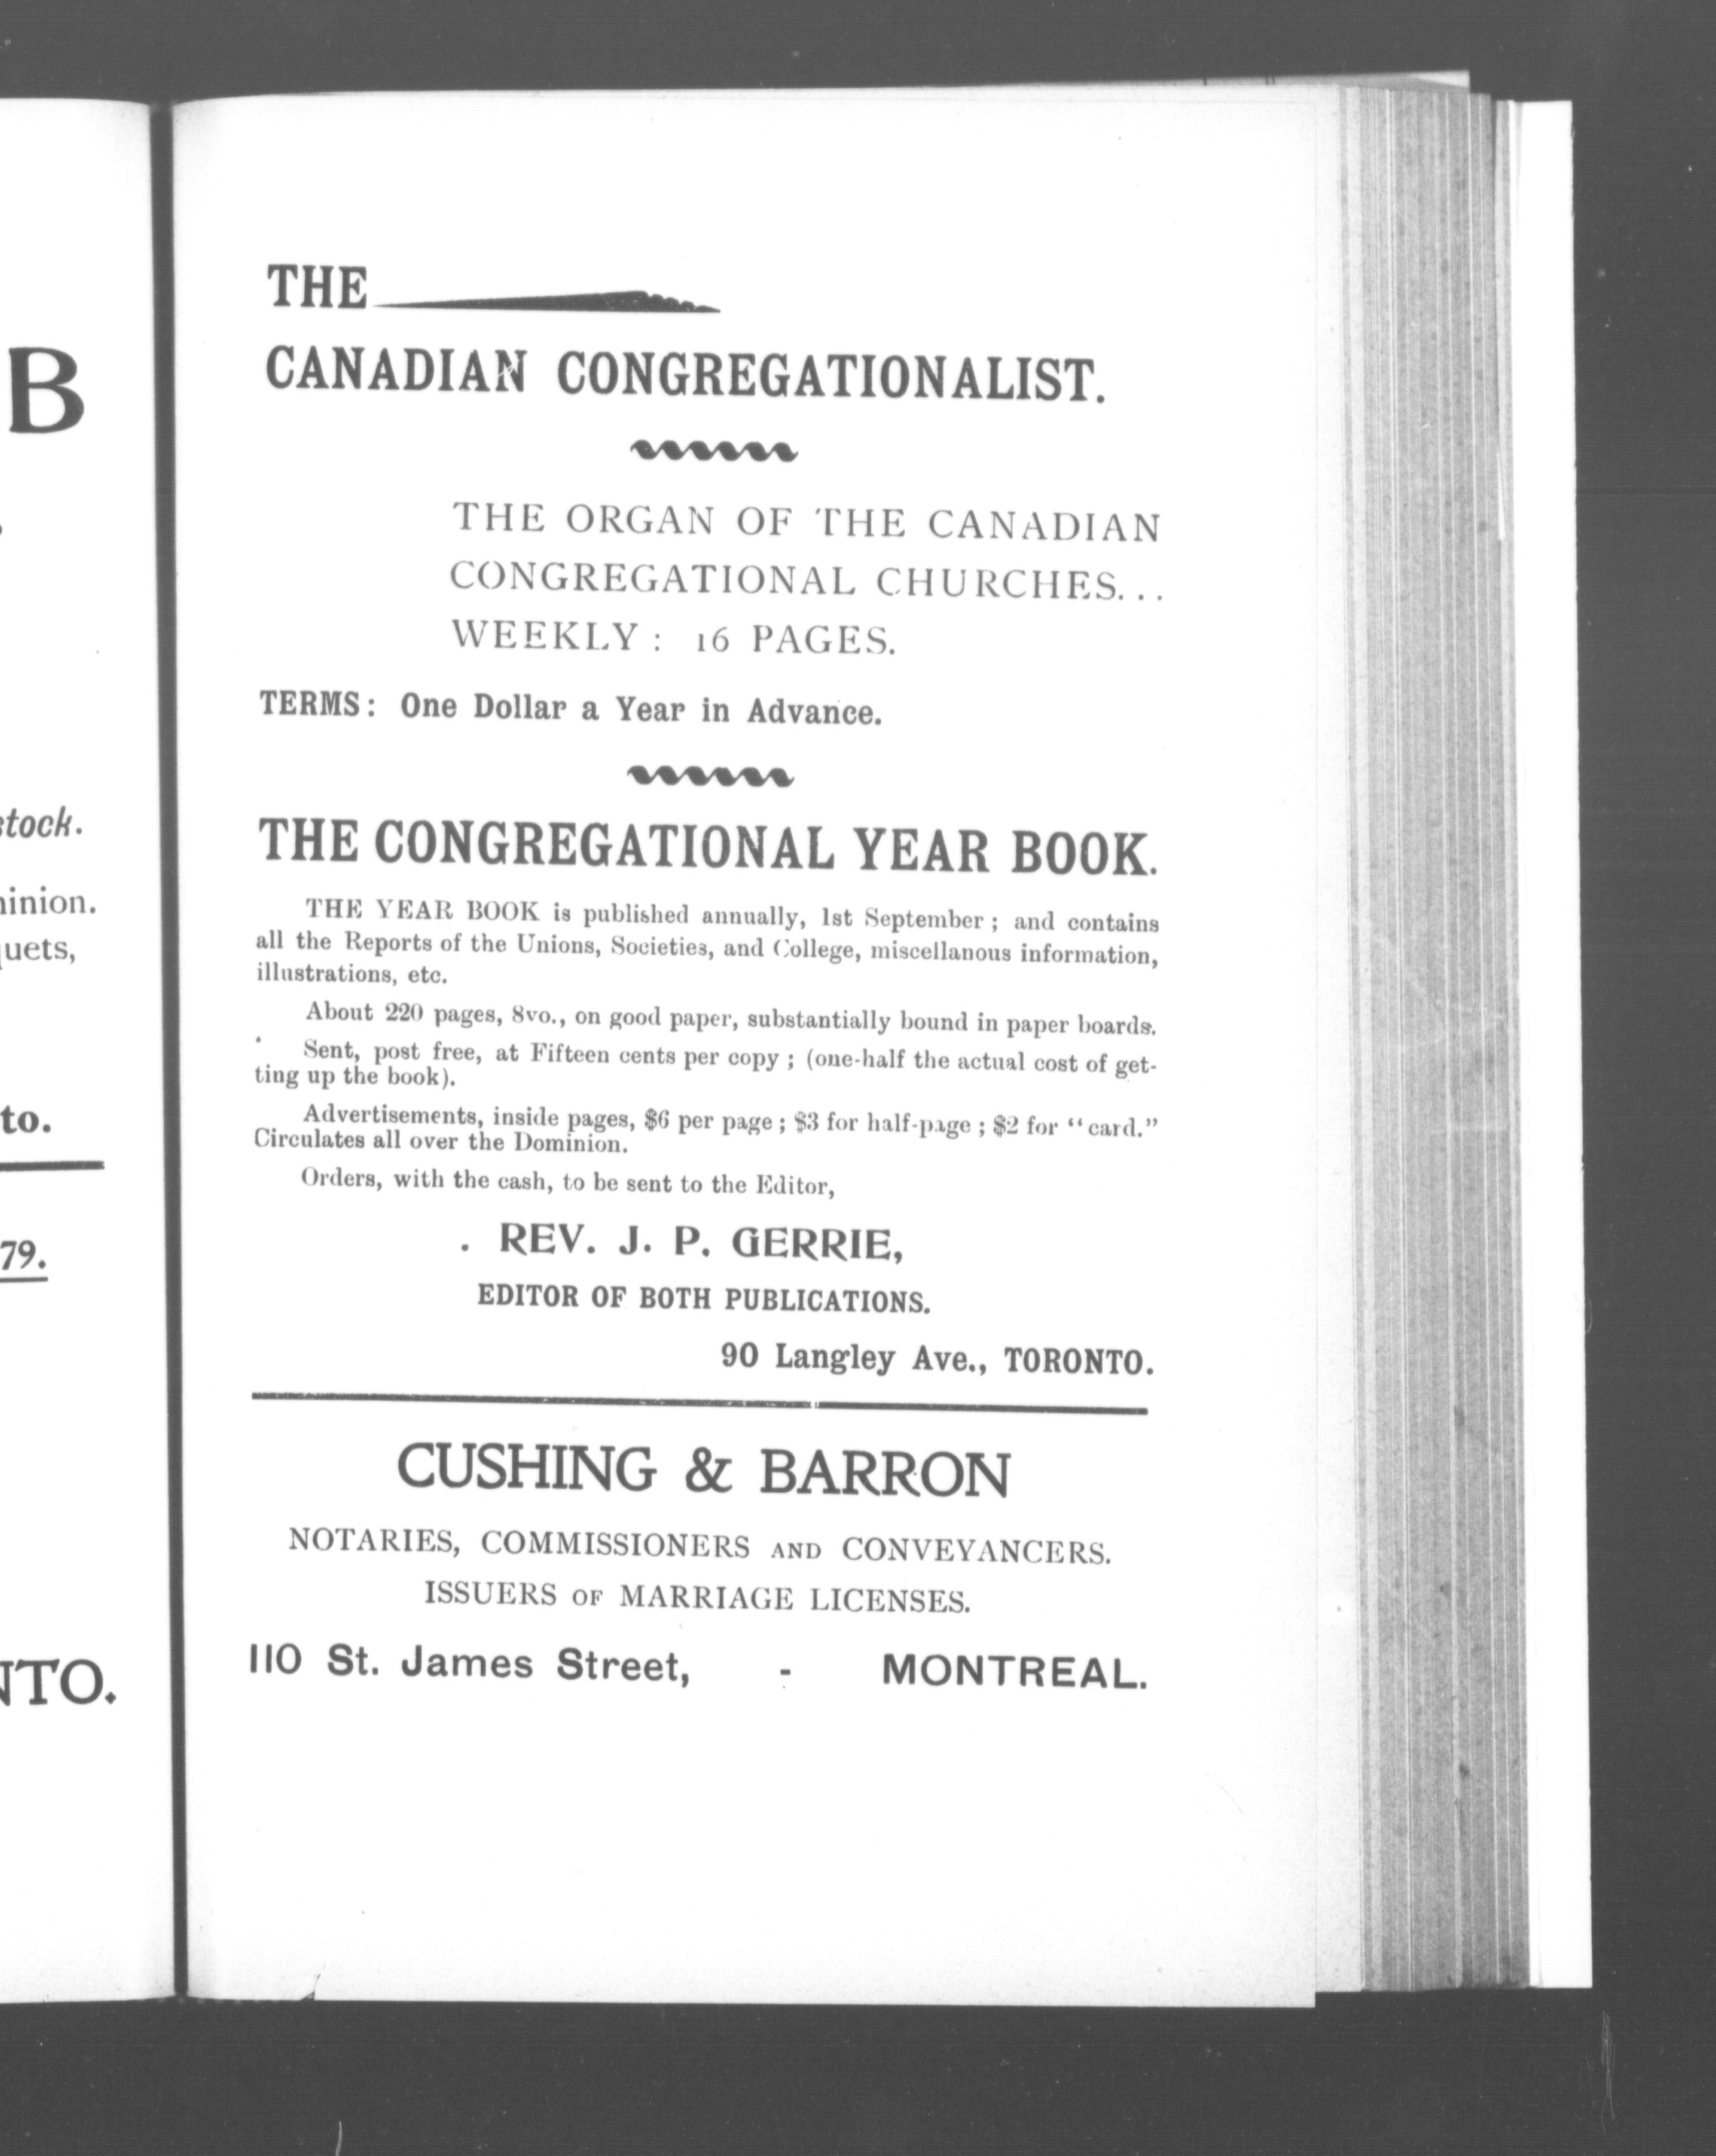 B
stock.
uets,
to.
79.
THE
CANADIAN CONGREGATIONALIST.
THE ORGAN OF THE CANADIAN
CONGREGATIONAL CHURCHES...
WEEKLY: 16 PAGES.
TERMS: One Dollar a Year in Advance.
THE CONGREGATIONAL YEAR BOOK.
THE YEAR BOOK is published annually, 1st September; and contains
all the Reports of the Unions, Societies, and College, miscellanous information,
illustrations, etc.
About 220 pages, 8vo., on good paper, substantially bound in paper boards.
Sent, post free, at Fifteen cents per copy; (one-half the actual cost of get-
ting up the book).
Advertisements, inside pages, $6 per page; $3 for half-page; $2 for "card."
Circulates all over the Dominion.
Orders, with the cash, to be sent to the Editor,
. REV. J. P. GERRIE,
EDITOR OF BOTH PUBLICATIONS.
90 Langley Ave., TORONTO.
CUSHING & BARRON
NOTARIES, COMMISSIONERS AND CONVEYANCERS.
ISSUERS OF MARRIAGE LICENSES.
110 St. James Street, - MONTREAL.